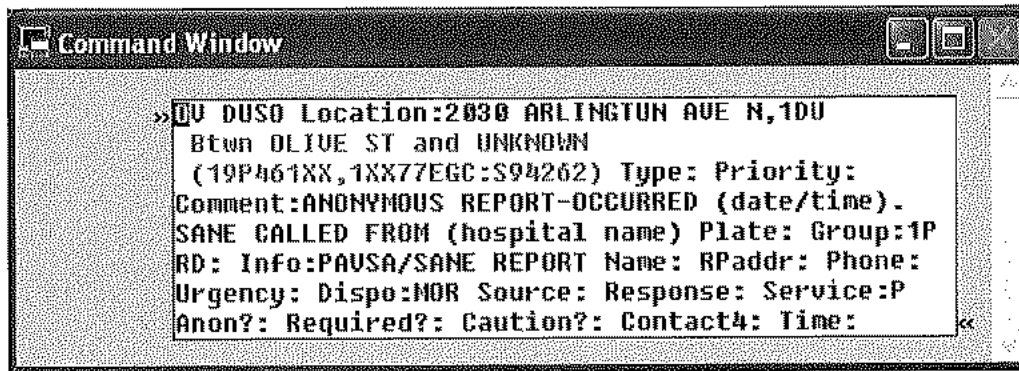 Command Window
»IV DUSO Location:2030 ARLINGTUN AVE N,1DU
Btwn OLIVE ST and UNKNOWN
(19P461XX,1XX77EGC:S94262) Type: Priority:
Comment:ANONYMOUS REPORT-OCCURRED (date/time).
SANE CALLED FROM (hospital name) Plate: Group:1P
RD: Info:PAVSA/SANE REPORT Name: RPaddr: Phone:
Urgency: Dispo:MOR Source: Response: Service:P
Anon?: Required?: Caution?: Contact4: Time: «